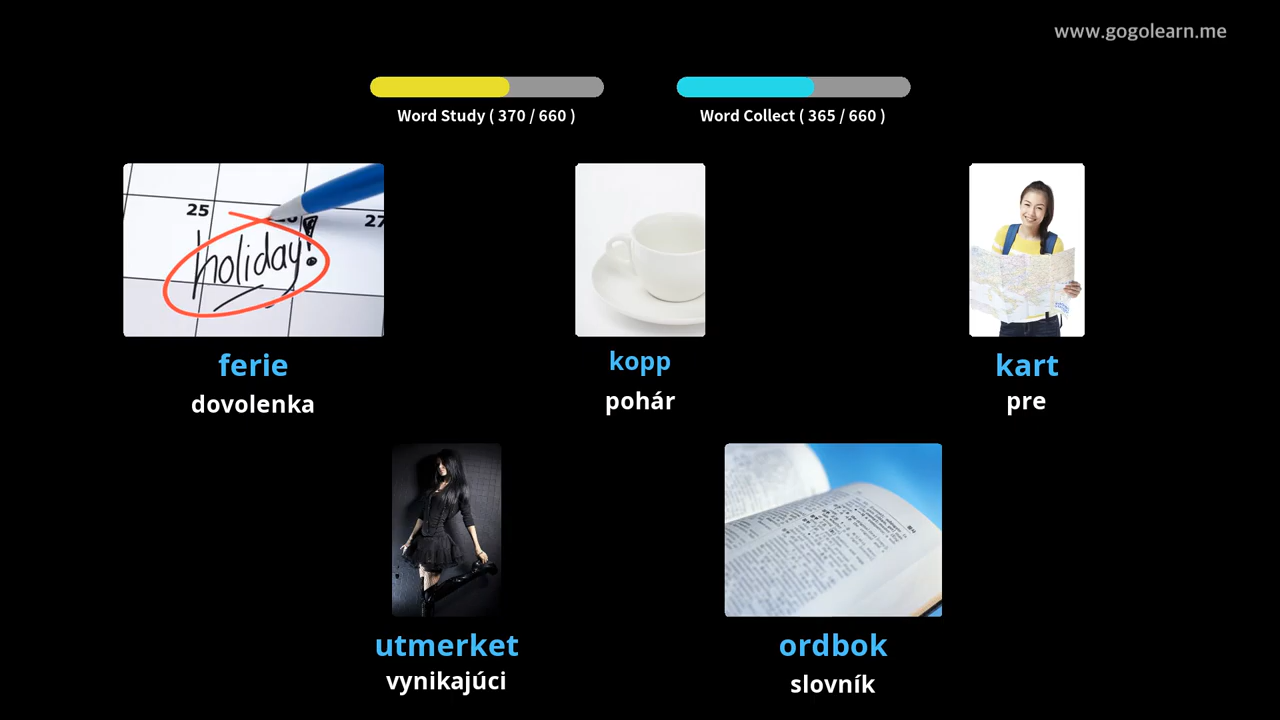 www.gogolearn.me
Word Study ( 370 / 660 )
Word Collect ( 365 / 660 )
25
27
holiday!
ferie
dovolenka
kopp
pohár
kart
pre
utmerket
vynikajúci
ordbok
slovník